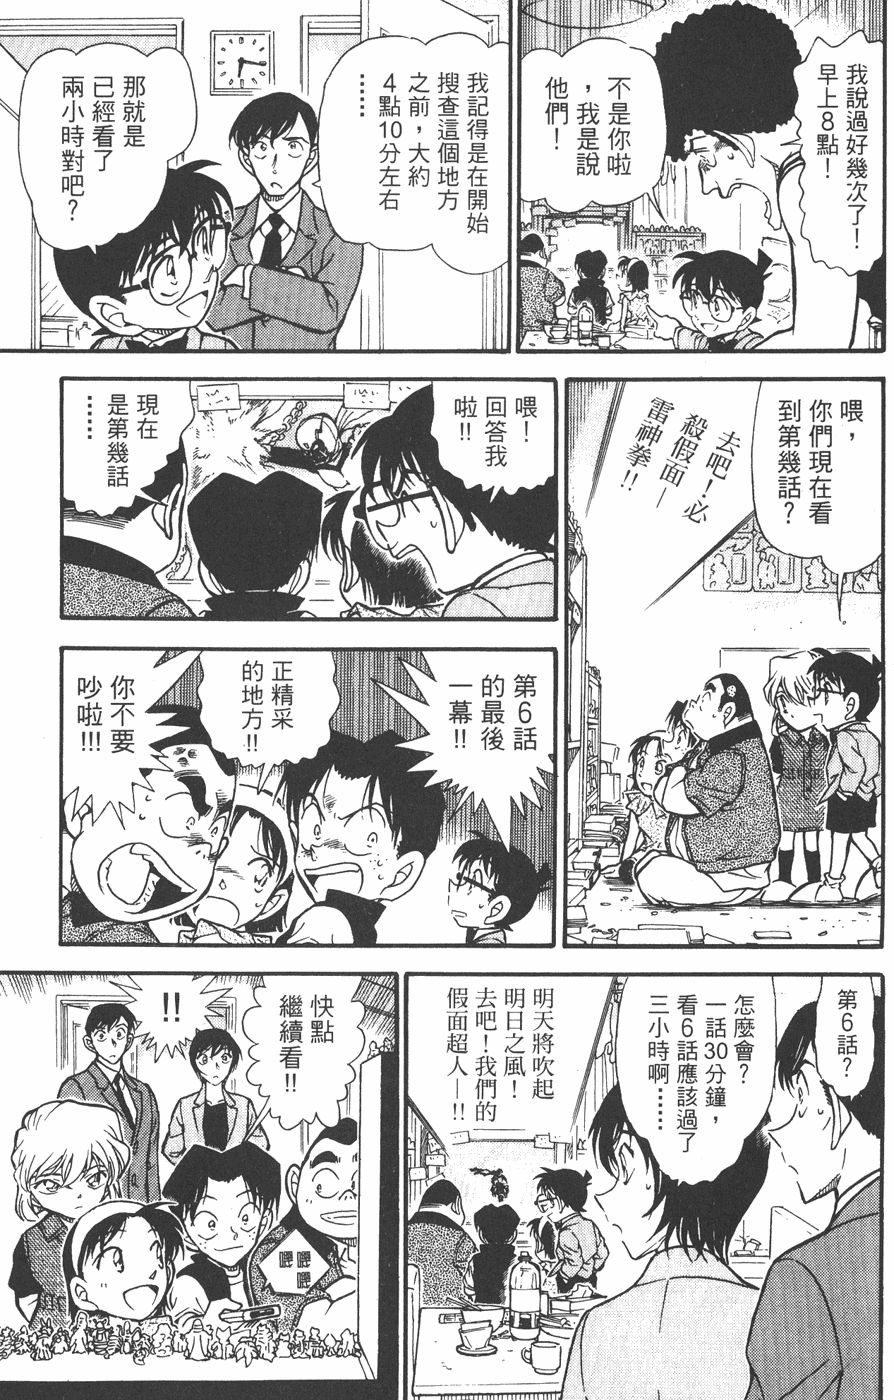 我說過好幾次了！
早上8點！
不是你啦
，我是說
他們！
我記得是在開始
搜查這個地方
之前，大約
4點10分左右
……
那就是
已經看了
兩小時對吧？
喂，
你們現在看
到第幾話？
去吧！必
殺假面—
雷神拳！！
喂！
回答我
啦！！
現在
是第幾話
……
第6話
的最後
一幕！！
正精采
的地方！！
你不要
吵啦！！！
第6話？
怎麼會？
一話30分鐘，
看6話應該過了
三小時啊……
明天將吹起
明日之風！
去吧！我們的
假面超人—！！
快點
繼續看！！
！！
嗯
嗯
嗯